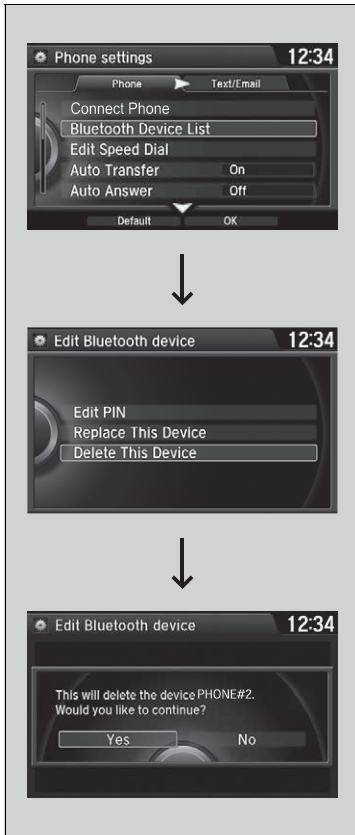 Phone settings 12:34
Phone Text/Email
Connect Phone
Bluetooth Device List
Edit Speed Dial
Auto Transfer On
Auto Answer Off
Default OK
Edit Bluetooth device 12:34
Edit PIN
Replace This Device
Delete This Device
Edit Bluetooth device 12:34
This will delete the device PHONE#2.
Would you like to continue?
Yes No